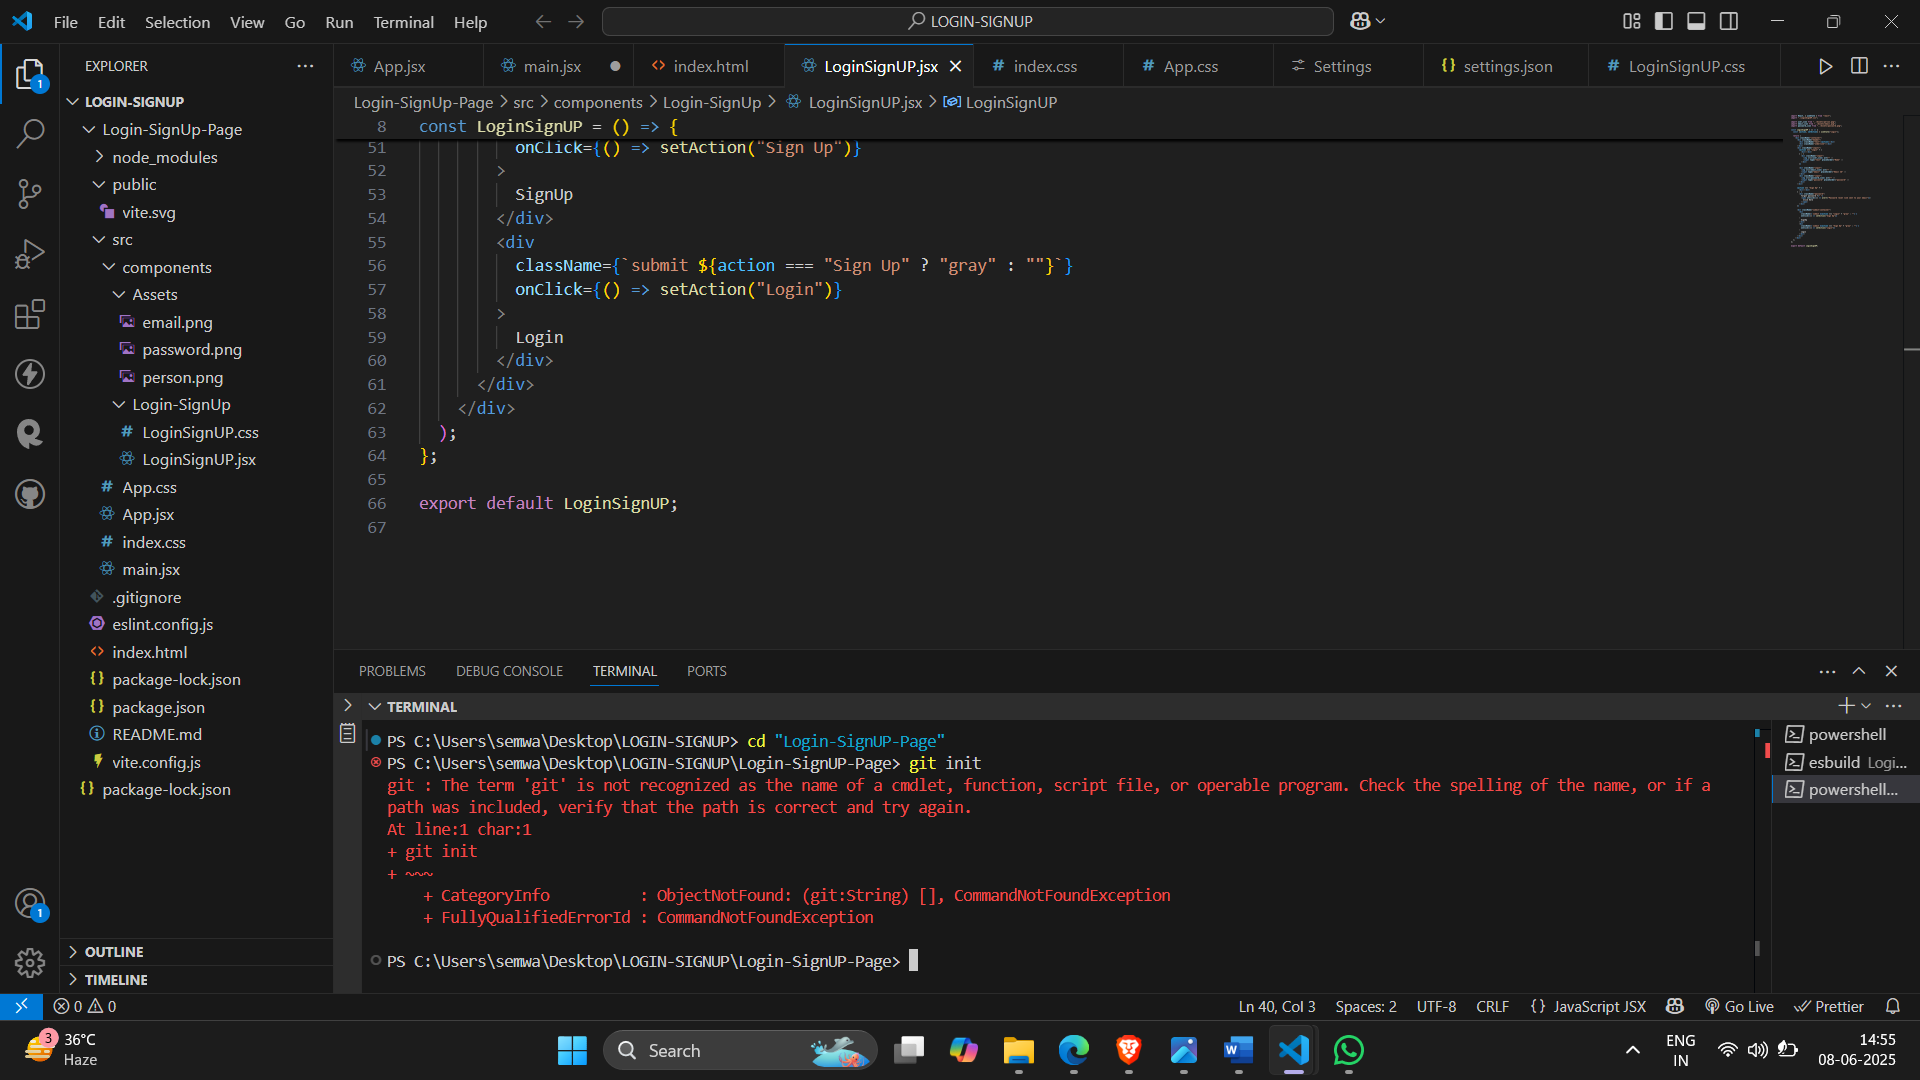 File Edit Selection View Go Run Terminal Help
LOGIN-SIGNUP
EXPLORER
App.jsx
main.jsx
index.html
LoginSignUP.jsx
index.css
App.css
Settings
settings.json
LoginSignUP.css
1
LOGIN-SIGNUP
Login-SignUp-Page
node_modules
public
vite.svg
src
components
Assets
email.png
password.png
person.png
Login-SignUp
LoginSignUP.css
LoginSignUP.jsx
App.css
App.jsx
index.css
main.jsx
.gitignore
eslint.config.js
index.html
package-lock.json
package.json
README.md
vite.config.js
package-lock.json
OUTLINE
TIMELINE
1
Login-SignUp-Page > src > components > Login-SignUp > LoginSignUP.jsx > LoginSignUP
8 const LoginSignUP = () => {
51 onClick={() => setAction("Sign Up")}
52 >
53 SignUp
54 </div>
55 <div
56 className={`submit ${action === "Sign Up" ? "gray" : ""}`}
57 onClick={() => setAction("Login")}
58 >
59 Login
60 </div>
61 </div>
62 </div>
63 );
64 };
65
66 export default LoginSignUP;
67
PROBLEMS DEBUG CONSOLE TERMINAL PORTS
TERMINAL
PS C:\Users\semwa\Desktop\LOGIN-SIGNUP> cd "Login-SignUP-Page"
PS C:\Users\semwa\Desktop\LOGIN-SIGNUP\Login-SignUP-Page> git init
git : The term 'git' is not recognized as the name of a cmdlet, function, script file, or operable program. Check the spelling of the name, or if a
path was included, verify that the path is correct and try again.
At line:1 char:1
+ git init
+ ~~~
+ CategoryInfo : ObjectNotFound: (git:String) [], CommandNotFoundException
+ FullyQualifiedErrorId : CommandNotFoundException
PS C:\Users\semwa\Desktop\LOGIN-SIGNUP\Login-SignUP-Page>
powershell
esbuild Logi...
powershell...
0 0
Ln 40, Col 3 Spaces: 2 UTF-8 CRLF {} JavaScript JSX Go Live Prettier
3
36°C
Haze
Search
ENG
IN
14:55
08-06-2025